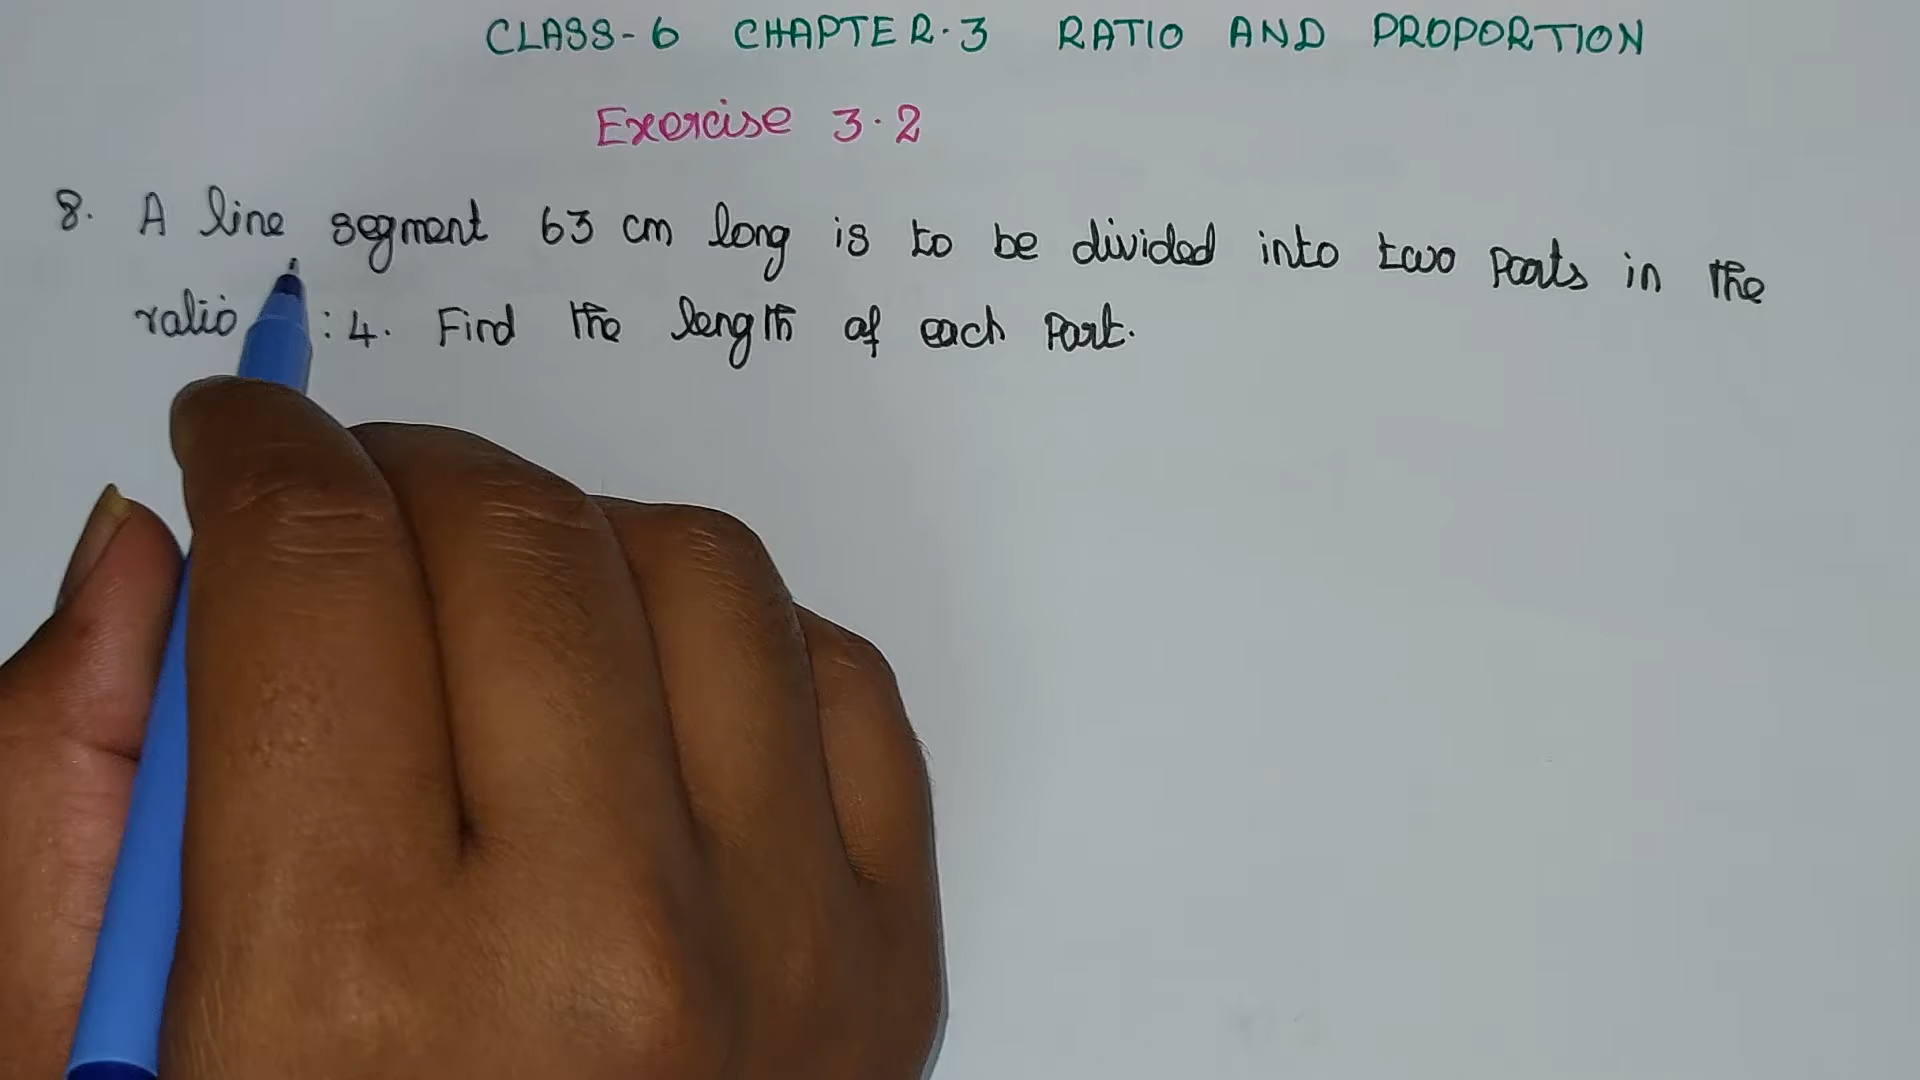 CLASS-6 CHAPTER.3 RATIO AND PROPORTION
Exercise 3.2
8. A line segment 63 cm long is to be divided into two Parts in the
ratio : 4. Find the length of each Part.